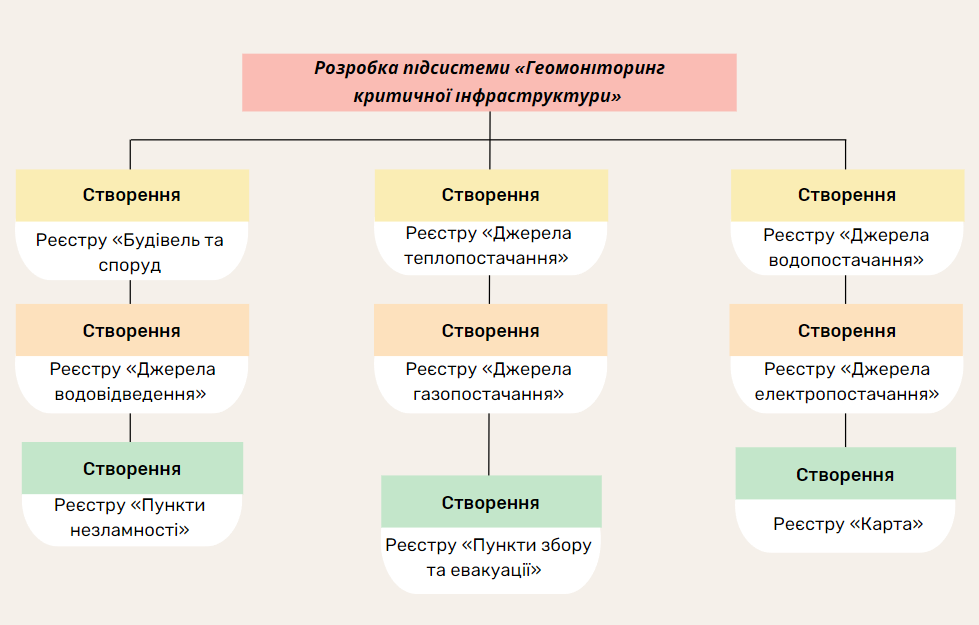 Розробка підсистеми «Геомоніторинг
критичної інфраструктури»
Створення
Реєстру «Будівель та
споруд
Створення
Реєстру «Джерела
теплопостачання»
Створення
Реєстру «Джерела
водопостачання»
Створення
Реєстру «Джерела
водовідведення»
Створення
Реєстру «Джерела
газопостачання»
Створення
Реєстру «Джерела
електропостачання»
Створення
Реєстру «Пункти
незламності»
Створення
Реєстру «Пункти збору
та евакуації»
Створення
Реєстру «Карта»